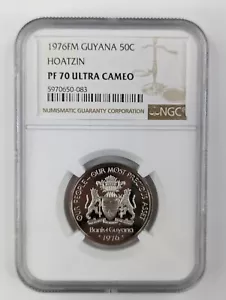 1976FM GUYANA 50C
HOATZIN
PF 70 ULTRA CAMEO
5970650-083
NGC
NUMISMATIC GUARANTY CORPORATION
OUR PEOPLE - OUR MOST PRECIOUS ASSET
Bank of Guyana
1976